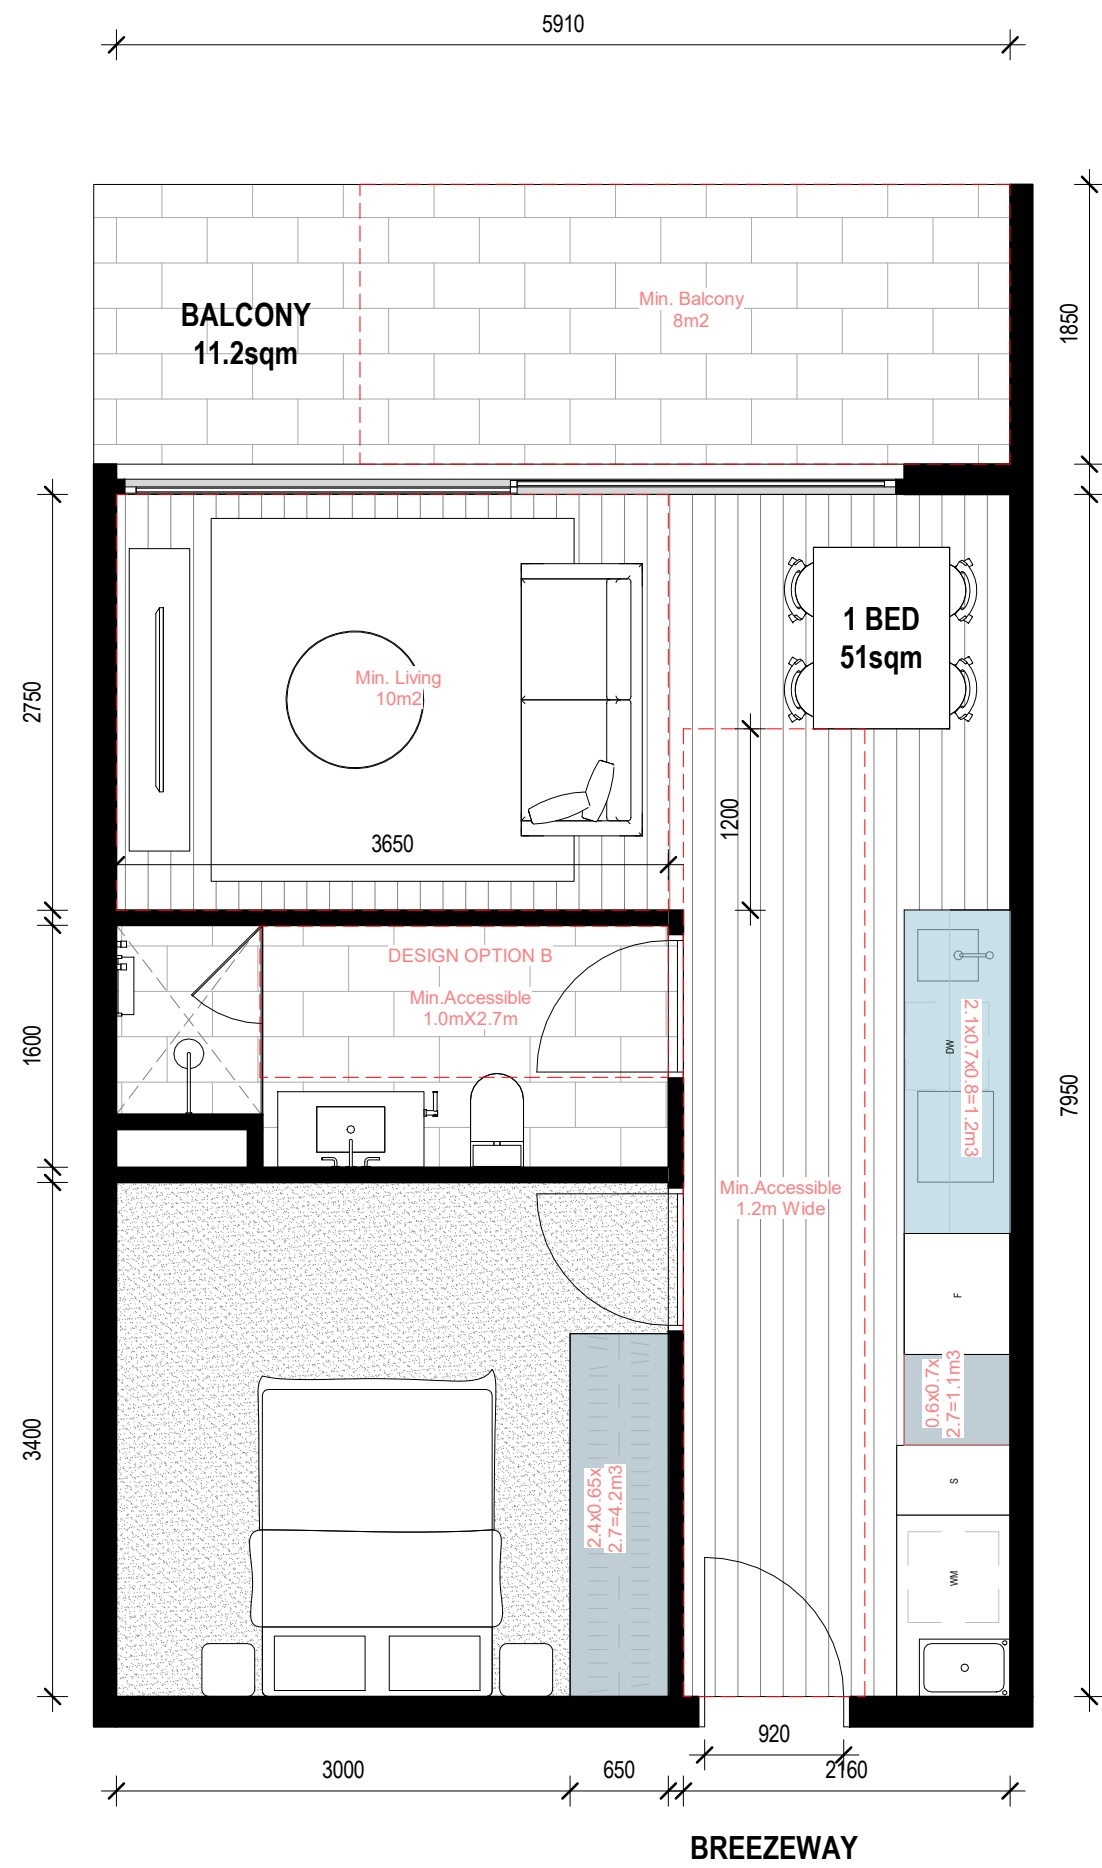 5910
BALCONY
11.2sqm
Min. Balcony
8m2
1850
1 BED
51sqm
Min. Living
10m2
2750
1200
3650
DESIGN OPTION B
Min.Accessible
1.0mX2.7m
1600
DW
2.1x0.7x0.8=1.2m3
7950
Min.Accessible
1.2m Wide
F
0.6x0.7x
2.7=1.1m3
3400
S
2.4x0.65x
2.7=4.2m3
WM
920
3000
650
2160
BREEZEWAY